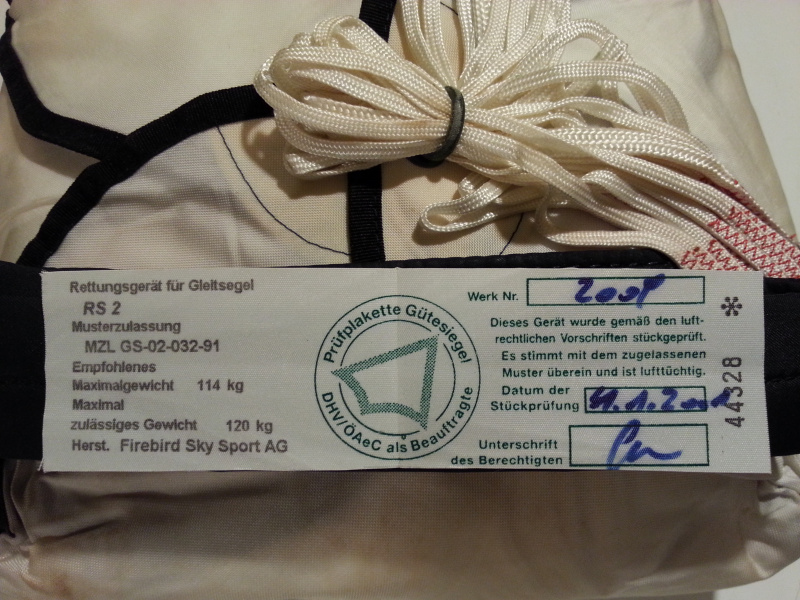 Rettungsgerät für Gleitsegel
RS 2
Musterzulassung
MZL GS-02-032-91
Empfohlenes
Maximalgewicht 114 kg
Maximal
zulässiges Gewicht 120 kg
Herst. Firebird Sky Sport AG
Prüfplakette Gütesiegel
DHV/ÖAeC als Beauftragte
Werk Nr.
Dieses Gerät wurde gemäß den luft-
rechtlichen Vorschriften stückgeprüft.
Es stimmt mit dem zugelassenen
Muster überein und ist lufttüchtig.
Datum der
Stückprüfung
Unterschrift
des Berechtigten
44328 *